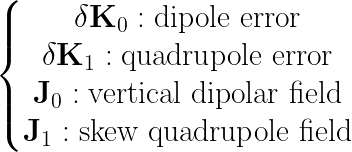 δK₀ : dipole error
δK₁ : quadrupole error
J₀ : vertical dipolar field
J₁ : skew quadrupole field